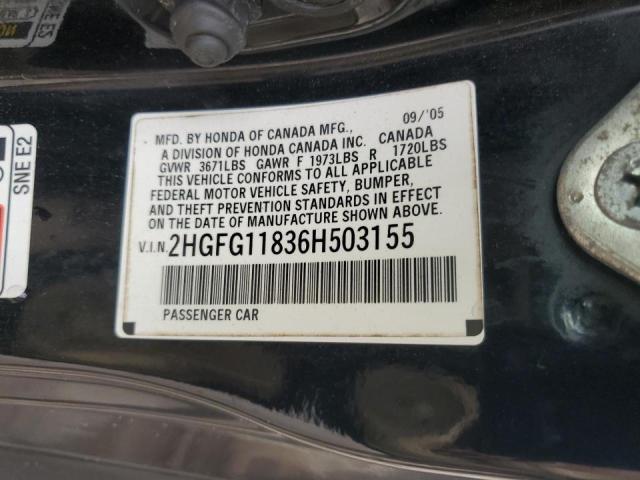 09/'05
MFD. BY HONDA OF CANADA MFG.,
A DIVISION OF HONDA CANADA INC. CANADA
GVWR 3671LBS GAWR F 1973LBS R 1720LBS
THIS VEHICLE CONFORMS TO ALL APPLICABLE
FEDERAL MOTOR VEHICLE SAFETY, BUMPER,
AND THEFT PREVENTION STANDARDS IN EFFECT
ON THE DATE OF MANUFACTURE SHOWN ABOVE.
V.I.N. 2HGFG11836H503155
PASSENGER CAR
SNE E2